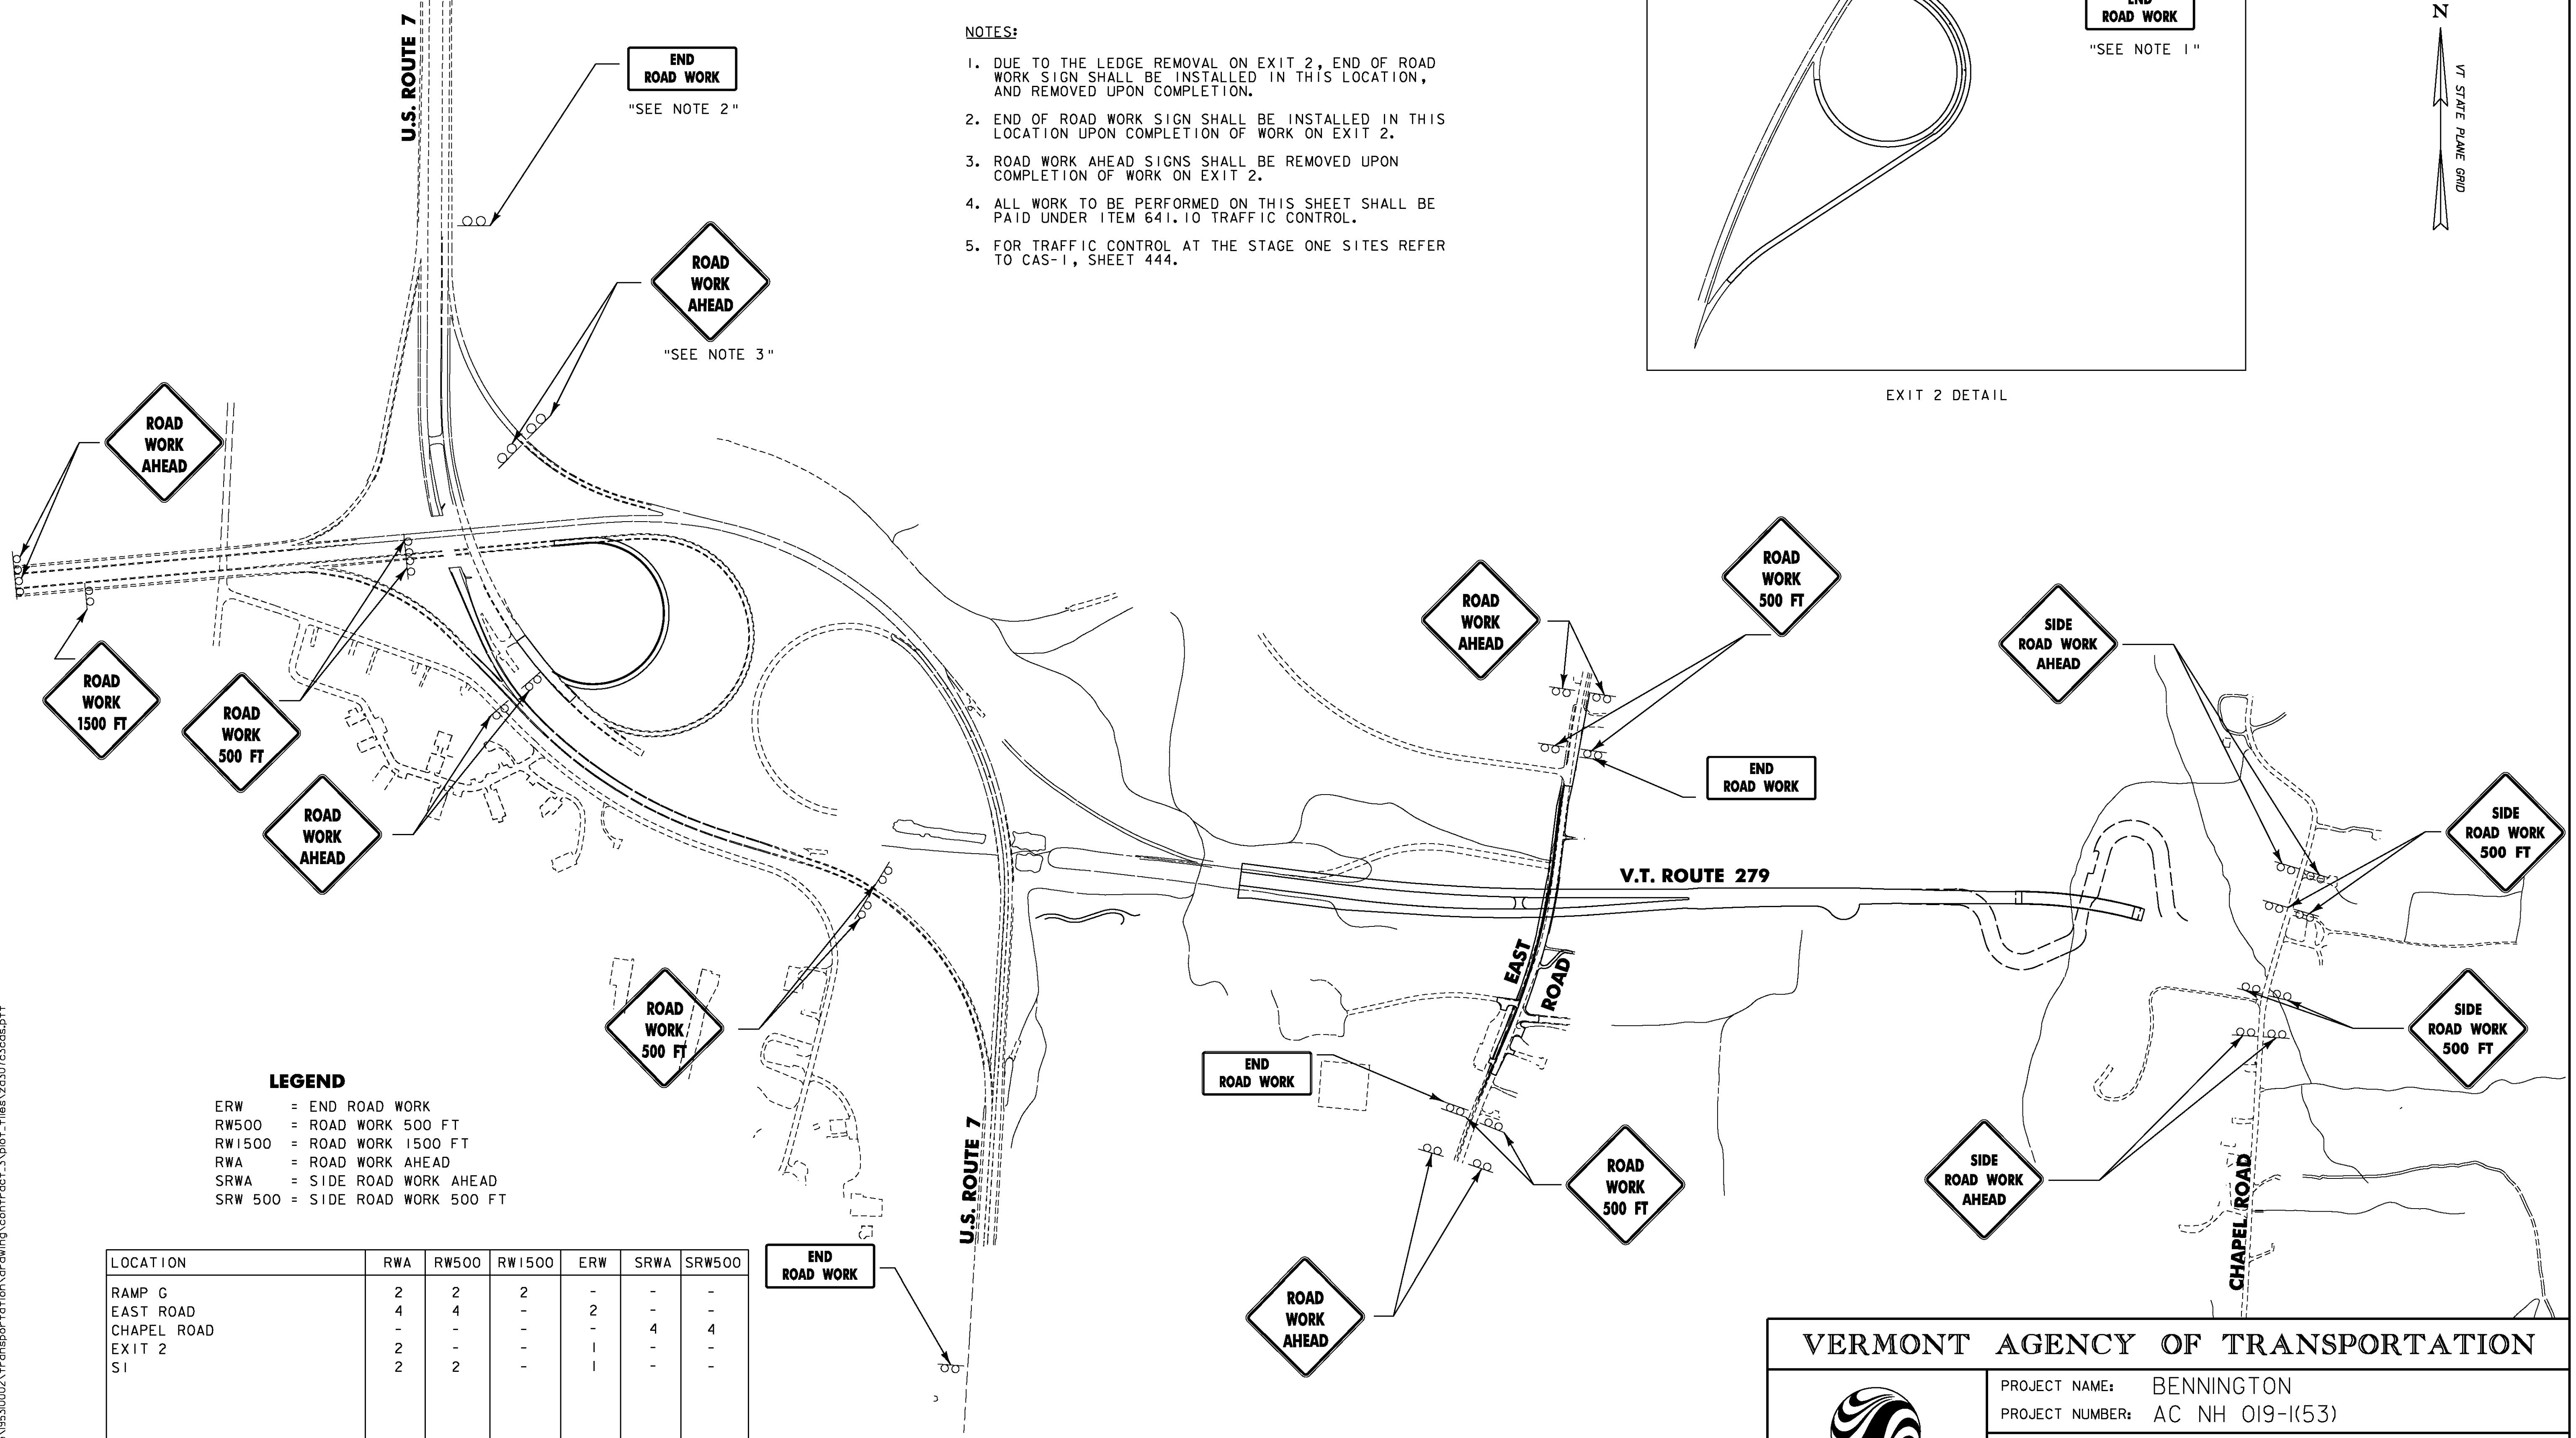 U.S. ROUTE 7
END
ROAD WORK
"SEE NOTE 2"
NOTES:
1. DUE TO THE LEDGE REMOVAL ON EXIT 2, END OF ROAD
WORK SIGN SHALL BE INSTALLED IN THIS LOCATION,
AND REMOVED UPON COMPLETION.
2. END OF ROAD WORK SIGN SHALL BE INSTALLED IN THIS
LOCATION UPON COMPLETION OF WORK ON EXIT 2.
3. ROAD WORK AHEAD SIGNS SHALL BE REMOVED UPON
COMPLETION OF WORK ON EXIT 2.
4. ALL WORK TO BE PERFORMED ON THIS SHEET SHALL BE
PAID UNDER ITEM 641.10 TRAFFIC CONTROL.
5. FOR TRAFFIC CONTROL AT THE STAGE ONE SITES REFER
TO CAS-1, SHEET 444.
END
ROAD WORK
"SEE NOTE 1"
EXIT 2 DETAIL
N
VT STATE PLANE GRID
ROAD
WORK
AHEAD
"SEE NOTE 3"
ROAD
WORK
AHEAD
ROAD
WORK
1500 FT
ROAD
WORK
500 FT
ROAD
WORK
AHEAD
ROAD
WORK
500 FT
ROAD
WORK
AHEAD
ROAD
WORK
500 FT
END
ROAD WORK
V.T. ROUTE 279
EAST
ROAD
END
ROAD WORK
ROAD
WORK
500 FT
ROAD
WORK
AHEAD
SIDE
ROAD WORK
AHEAD
SIDE
ROAD WORK
500 FT
SIDE
ROAD WORK
500 FT
SIDE
ROAD WORK
AHEAD
CHAPEL ROAD
U.S. ROUTE 7
END
ROAD WORK
LEGEND
ERW = END ROAD WORK
RW500 = ROAD WORK 500 FT
RW1500 = ROAD WORK 1500 FT
RWA = ROAD WORK AHEAD
SRWA = SIDE ROAD WORK AHEAD
SRW 500 = SIDE ROAD WORK 500 FT
LOCATION RWA RW500 RW1500 ERW SRWA SRW500
RAMP G 2 2 2 - - -
EAST ROAD 4 4 - 2 - -
CHAPEL ROAD - - - - 4 4
EXIT 2 2 - - 1 - -
S1 2 2 - 1 - -
VERMONT AGENCY OF TRANSPORTATION
PROJECT NAME: BENNINGTON
PROJECT NUMBER: AC NH 019-1(53)